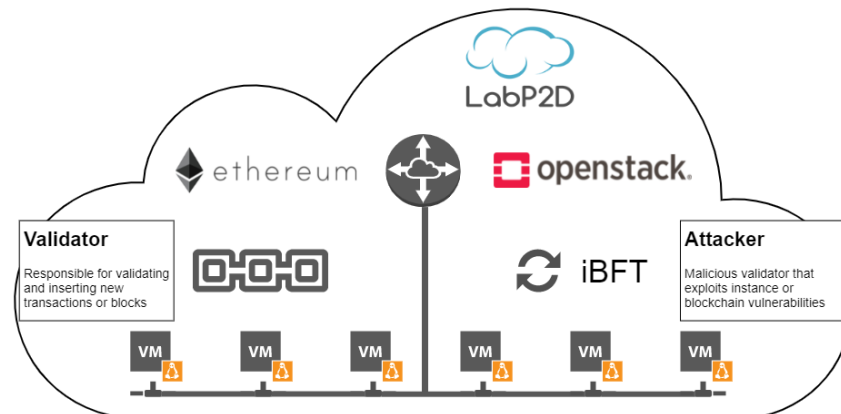 LabP2D
ethereum
openstack.
Validator
Responsible for validating
and inserting new
transactions or blocks
iBFT
Attacker
Malicious validator that
exploits instance or
blockchain vulnerabilities
VM
VM
VM
VM
VM
VM